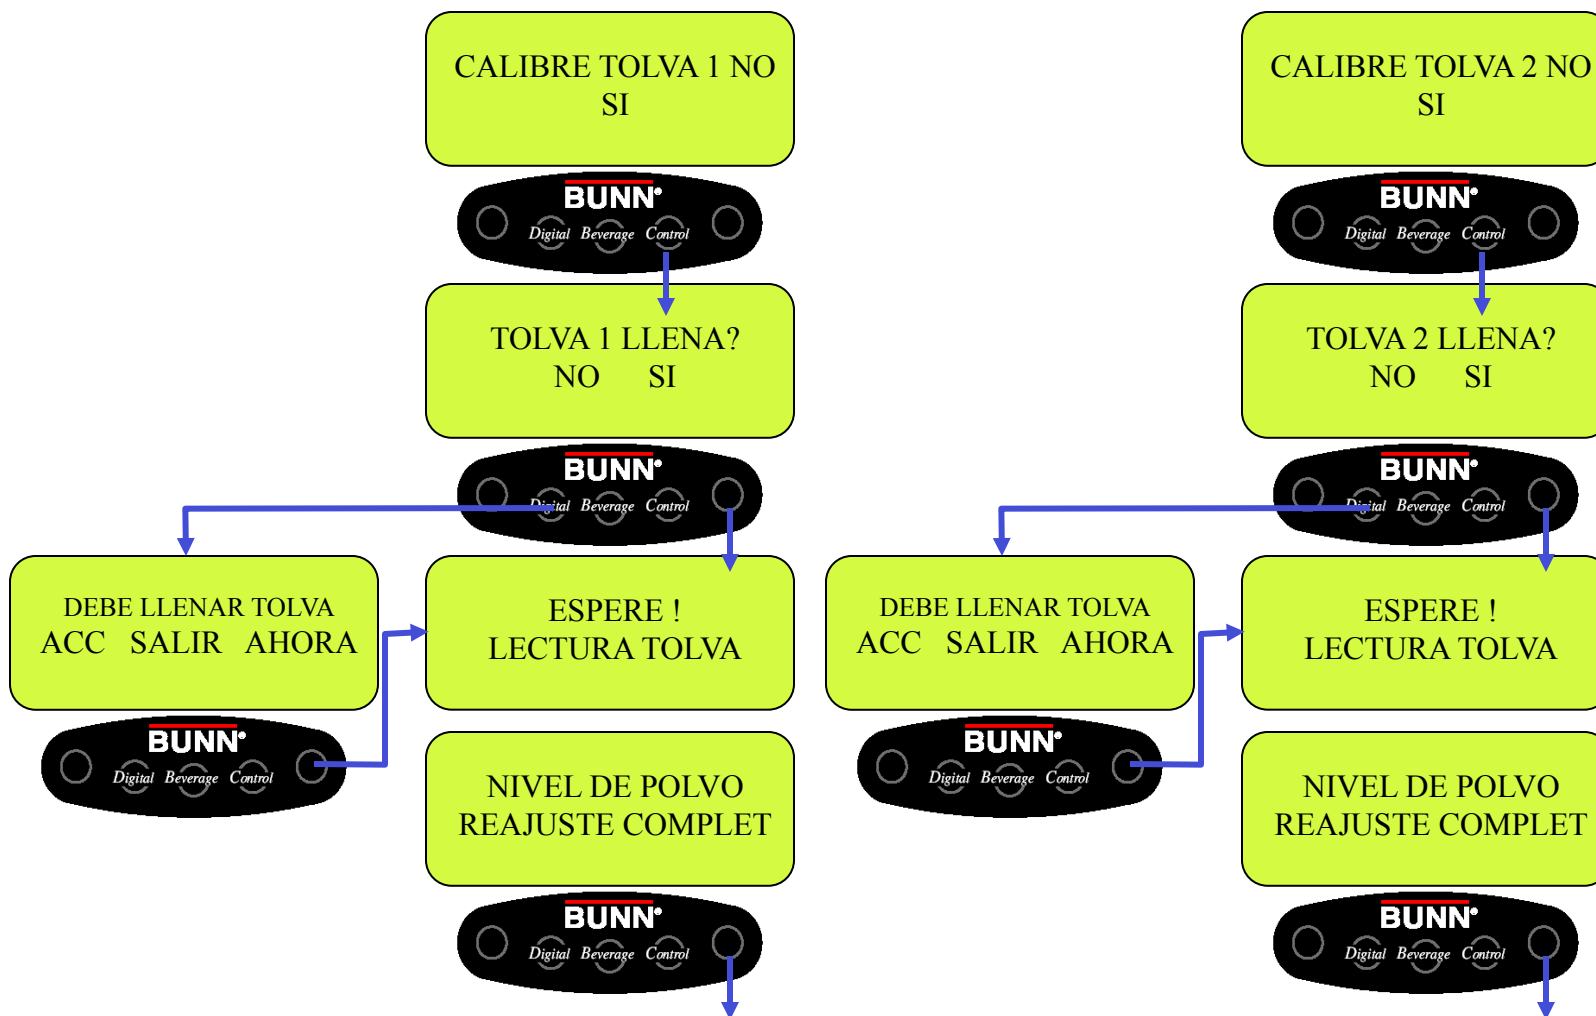 CALIBRE TOLVA 1 NO
SI
BUNN®
Digital Beverage Control
TOLVA 1 LLENA?
NO SI
BUNN®
Digital Beverage Control
DEBE LLENAR TOLVA
ACC SALIR AHORA
BUNN®
Digital Beverage Control
ESPERE !
LECTURA TOLVA
NIVEL DE POLVO
REAJUSTE COMPLET
BUNN®
Digital Beverage Control
CALIBRE TOLVA 2 NO
SI
BUNN®
Digital Beverage Control
TOLVA 2 LLENA?
NO SI
BUNN®
Digital Beverage Control
DEBE LLENAR TOLVA
ACC SALIR AHORA
BUNN®
Digital Beverage Control
ESPERE !
LECTURA TOLVA
NIVEL DE POLVO
REAJUSTE COMPLET
BUNN®
Digital Beverage Control